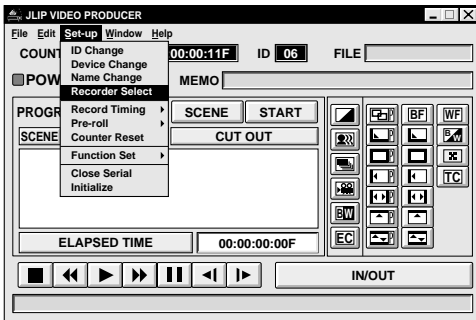 JLIP VIDEO PRODUCER
File Edit Set-up Window Help
COUNT 00:00:11F ID 06 FILE
POW MEMO
ID Change
Device Change
Name Change
Recorder Select
Record Timing
Pre-roll
Counter Reset
Function Set
Close Serial
Initialize
PROGR SCENE START
SCENE CUT OUT
P BF WF
P B/W
P
P TC
P
BW
EC P
ELAPSED TIME 00:00:00:00F
IN/OUT